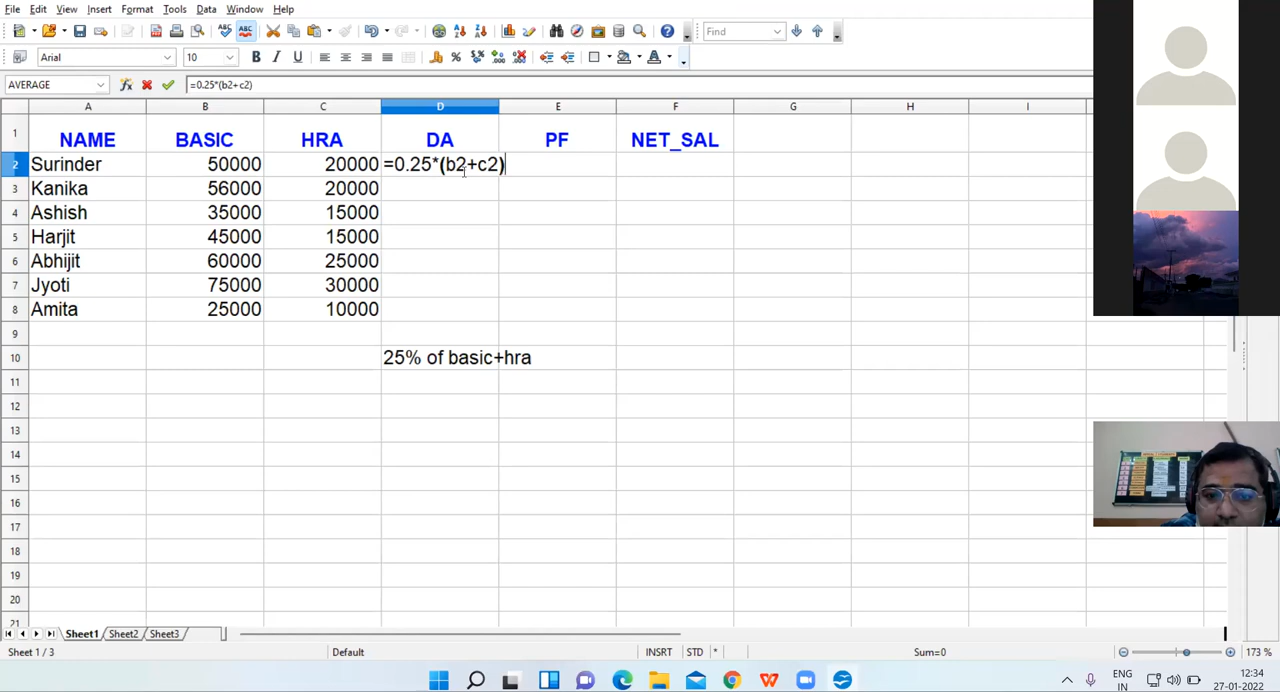 File Edit View Insert Format Tools Data Window Help
Find
Arial 10
AVERAGE =0.25*(b2+c2)
A B C D E F G H I
1 NAME BASIC HRA DA PF NET_SAL
2 Surinder 50000 20000 =0.25*(b2+c2)
3 Kanika 56000 20000
4 Ashish 35000 15000
5 Harjit 45000 15000
6 Abhijit 60000 25000
7 Jyoti 75000 30000
8 Amita 25000 10000
9
10 25% of basic+hra
11
12
13
14
15
16
17
18
19
20
21
Sheet1 Sheet2 Sheet3
Sheet 1 / 3 Default INSRT STD * Sum=0 173 %
ENG
IN
12:34
27-01-2022